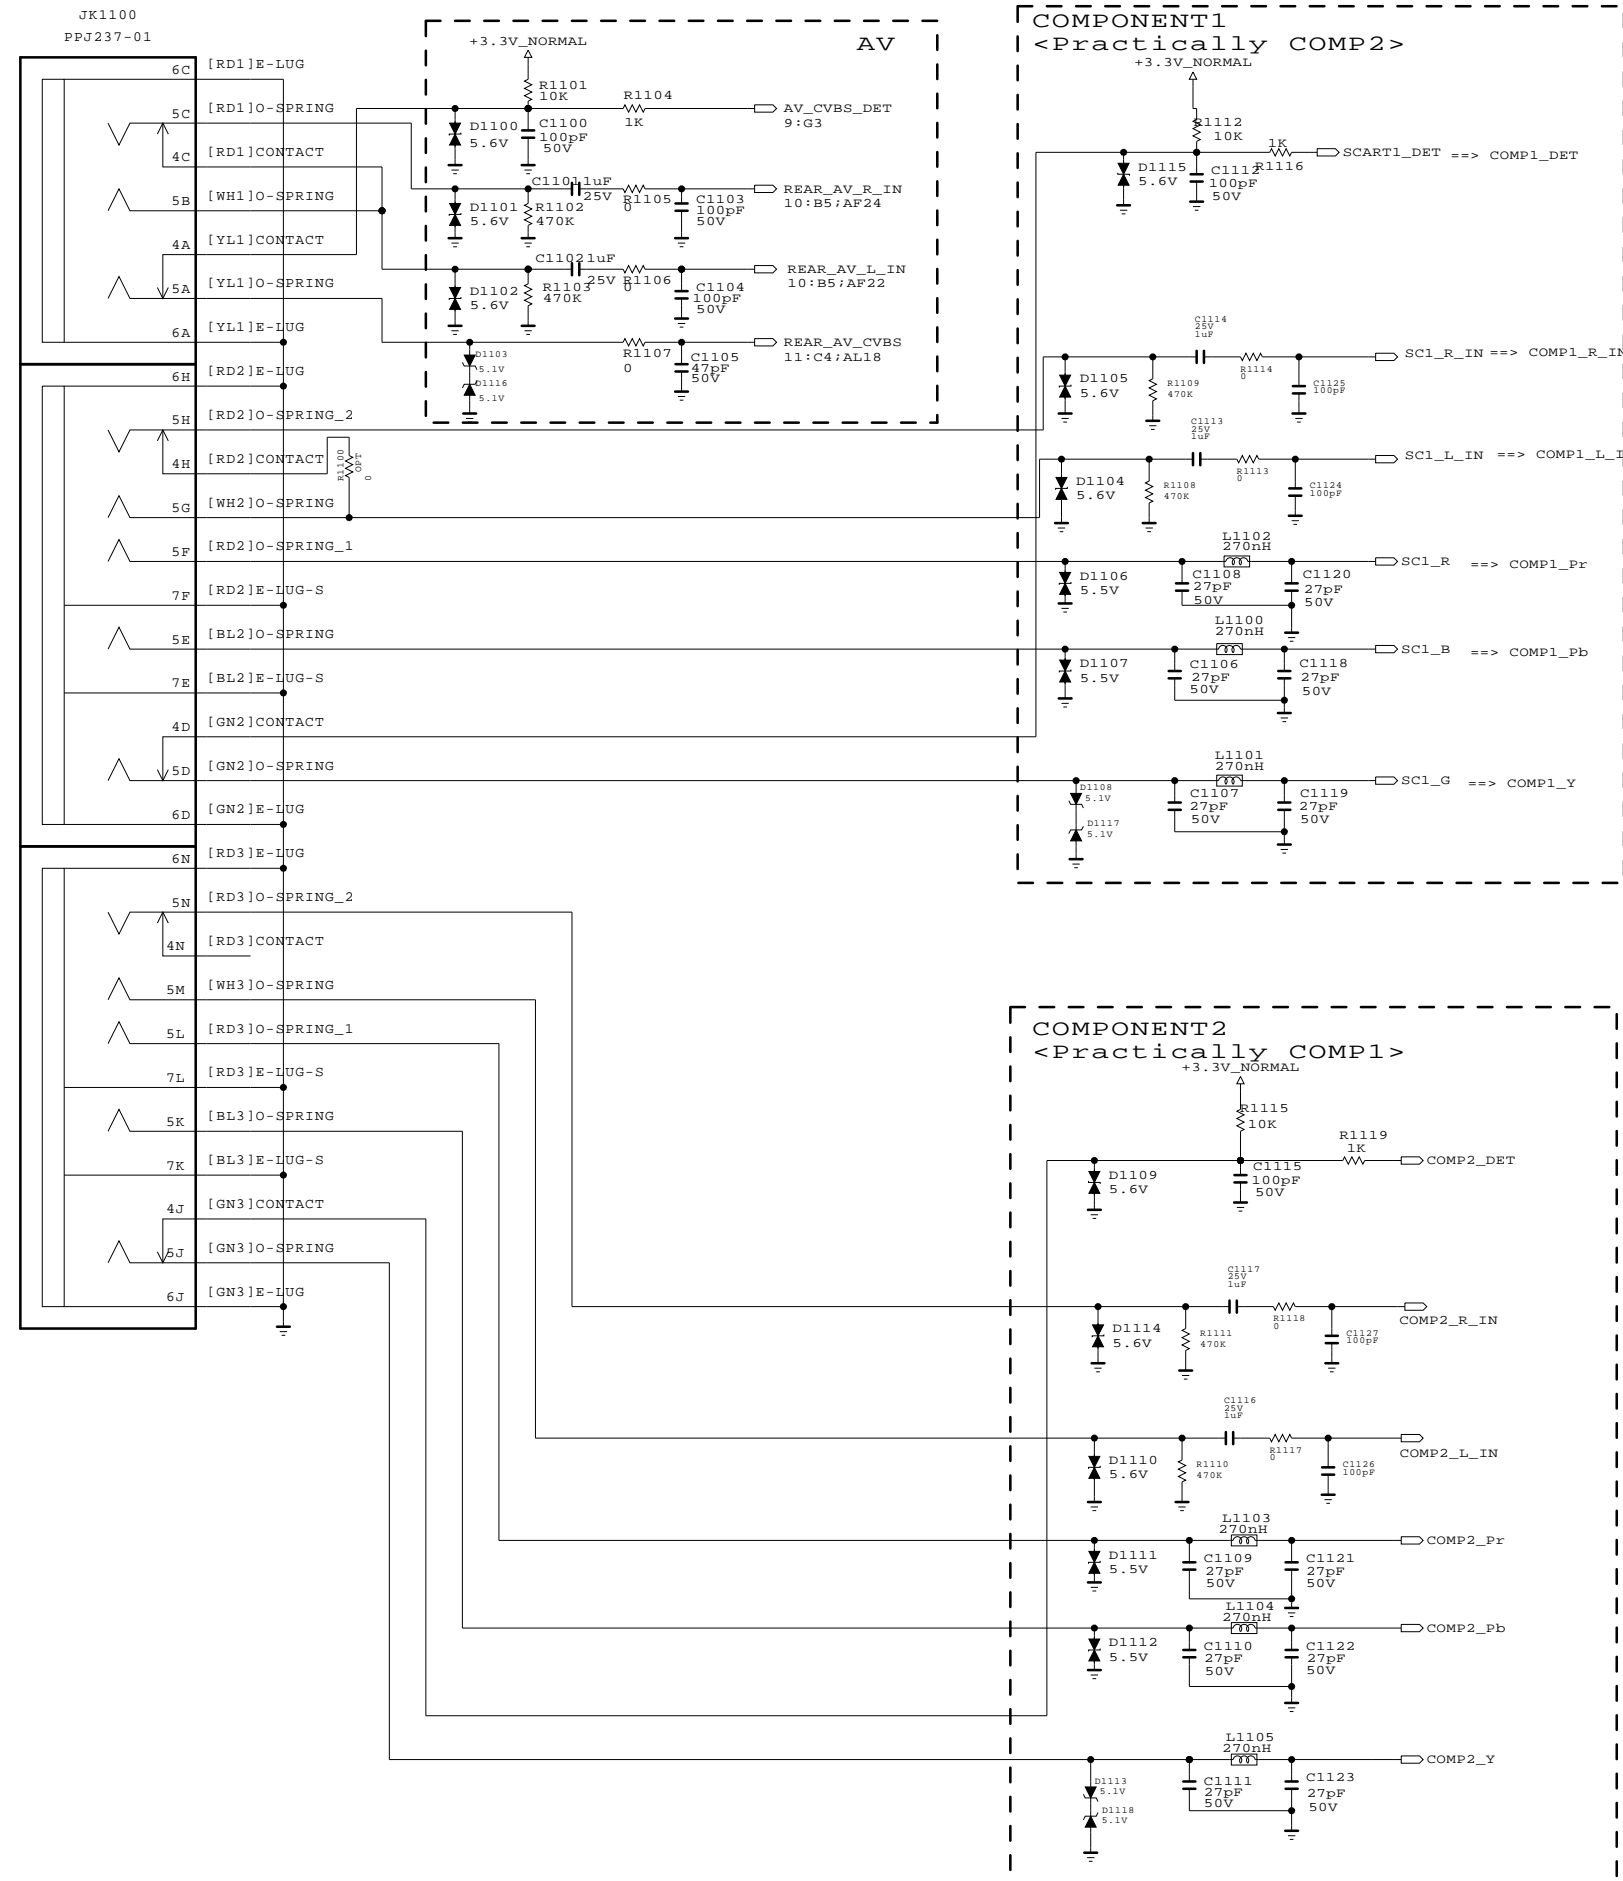 JK1100
PPJ237-01
6C [RD1]E-LUG
5C [RD1]O-SPRING
4C [RD1]CONTACT
5B [WH1]O-SPRING
4A [YL1]CONTACT
5A [YL1]O-SPRING
6A [YL1]E-LUG
6H [RD2]E-LUG
5H [RD2]O-SPRING_2
4H [RD2]CONTACT
R1100
OPT
0
5G [WH2]O-SPRING
5F [RD2]O-SPRING_1
7F [RD2]E-LUG-S
5E [BL2]O-SPRING
7E [BL2]E-LUG-S
4D [GN2]CONTACT
5D [GN2]O-SPRING
6D [GN2]E-LUG
6N [RD3]E-LUG
5N [RD3]O-SPRING_2
4N [RD3]CONTACT
5M [WH3]O-SPRING
5L [RD3]O-SPRING_1
7L [RD3]E-LUG-S
5K [BL3]O-SPRING
7K [BL3]E-LUG-S
4J [GN3]CONTACT
5J [GN3]O-SPRING
6J [GN3]E-LUG
AV
+3.3V_NORMAL
R1101
10K
R1104
1K
AV_CVBS_DET
9:G3
D1100
5.6V
C1100
100pF
50V
C1101 1uF
25V
R1105
0
REAR_AV_R_IN
10:B5;AF24
D1101
5.6V
R1102
470K
C1103
100pF
50V
C1102 1uF
25V
R1106
0
REAR_AV_L_IN
10:B5;AF22
D1102
5.6V
R1103
470K
C1104
100pF
50V
REAR_AV_CVBS
11:C4;AL18
D1103
5.1V
D1116
5.1V
R1107
0
C1105
47pF
50V
COMPONENT1
<Practically COMP2>
+3.3V_NORMAL
R1112
10K
1K
R1116
SCART1_DET ==> COMP1_DET
D1115
5.6V
C1112
100pF
50V
C1114
25V
1uF
SC1_R_IN ==> COMP1_R_IN
D1105
5.6V
R1109
470K
R1114
0
C1125
100pF
C1113
25V
1uF
SC1_L_IN ==> COMP1_L_I
D1104
5.6V
R1108
470K
R1113
0
C1124
100pF
L1102
270nH
SC1_R ==> COMP1_Pr
D1106
5.5V
C1108
27pF
50V
C1120
27pF
50V
L1100
270nH
SC1_B ==> COMP1_Pb
D1107
5.5V
C1106
27pF
50V
C1118
27pF
50V
L1101
270nH
SC1_G ==> COMP1_Y
D1108
5.1V
D1117
5.1V
C1107
27pF
50V
C1119
27pF
50V
COMPONENT2
<Practically COMP1>
+3.3V_NORMAL
R1115
10K
R1119
1K
COMP2_DET
D1109
5.6V
C1115
100pF
50V
C1117
25V
1uF
COMP2_R_IN
D1114
5.6V
R1111
470K
R1118
0
C1127
100pF
C1116
25V
1uF
COMP2_L_IN
D1110
5.6V
R1110
470K
R1117
0
C1126
100pF
L1103
270nH
COMP2_Pr
D1111
5.5V
C1109
27pF
50V
C1121
27pF
50V
L1104
270nH
COMP2_Pb
D1112
5.5V
C1110
27pF
50V
C1122
27pF
50V
L1105
270nH
COMP2_Y
D1113
5.1V
D1118
5.1V
C1111
27pF
50V
C1123
27pF
50V